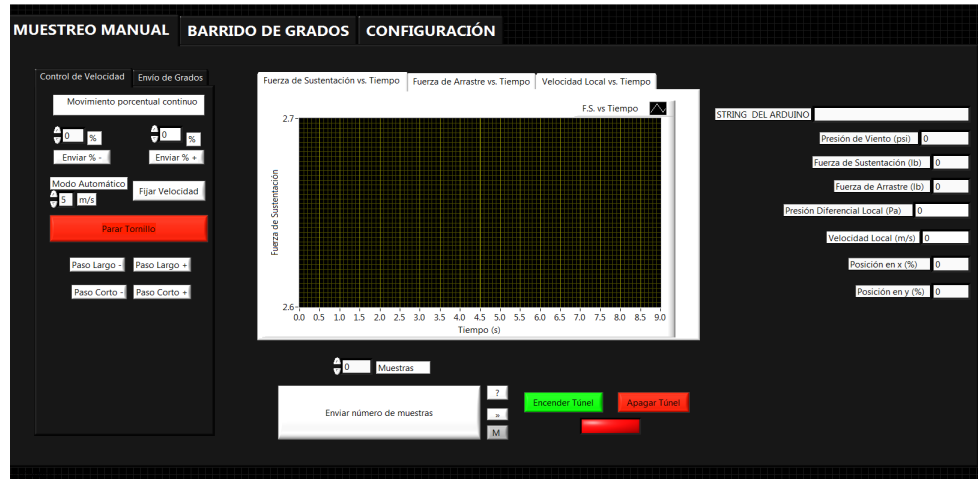 MUESTREO MANUAL BARRIDO DE GRADOS CONFIGURACIÓN
Control de Velocidad Envío de Grados
Movimiento porcentual continuo
0 % 0 %
Enviar % - Enviar % +
Modo Automático
5 m/s
Fijar Velocidad
Parar Tornillo
Paso Largo - Paso Largo +
Paso Corto - Paso Corto +
Fuerza de Sustentación vs. Tiempo Fuerza de Arrastre vs. Tiempo Velocidad Local vs. Tiempo
F.S. vs Tiempo
2.7
Fuerza de Sustentación
2.6
0.0 0.5 1.0 1.5 2.0 2.5 3.0 3.5 4.0 4.5 5.0 5.5 6.0 6.5 7.0 7.5 8.0 8.5 9.0
Tiempo (s)
0 Muestras
Enviar número de muestras
?
»
M
Encender Túnel Apagar Túnel
STRING DEL ARDUINO
Presión de Viento (psi) 0
Fuerza de Sustentación (lb) 0
Fuerza de Arrastre (lb) 0
Presión Diferencial Local (Pa) 0
Velocidad Local (m/s) 0
Posición en x (%) 0
Posición en y (%) 0